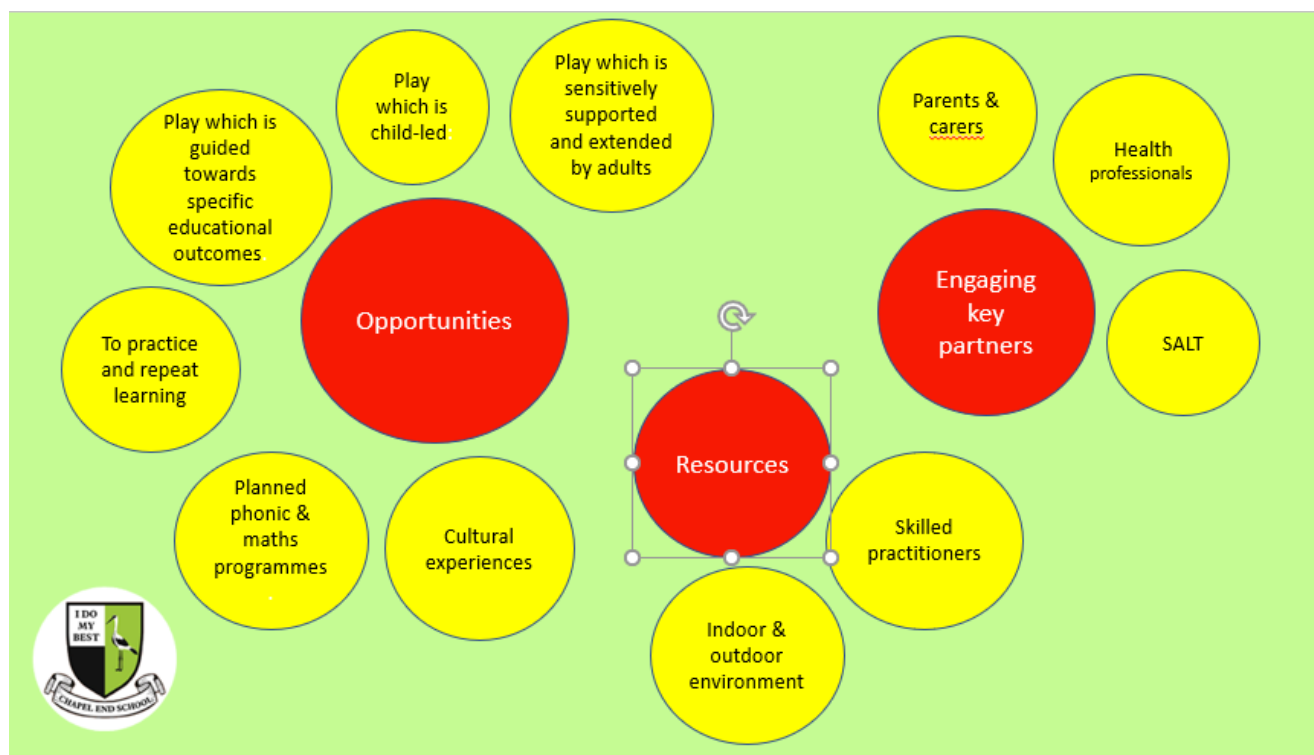 Play which is
guided
towards
specific
educational
outcomes
Play
which is
child-led:
Play which is
sensitively
supported
and extended
by adults
Parents &
carers
Health
professionals
Opportunities
Engaging
key
partners
To practice
and repeat
learning
SALT
Resources
Planned
phonic &
maths
programmes
.
Cultural
experiences
Skilled
practitioners
Indoor &
outdoor
environment
I DO
MY
BEST
CHAPEL END SCHOOL